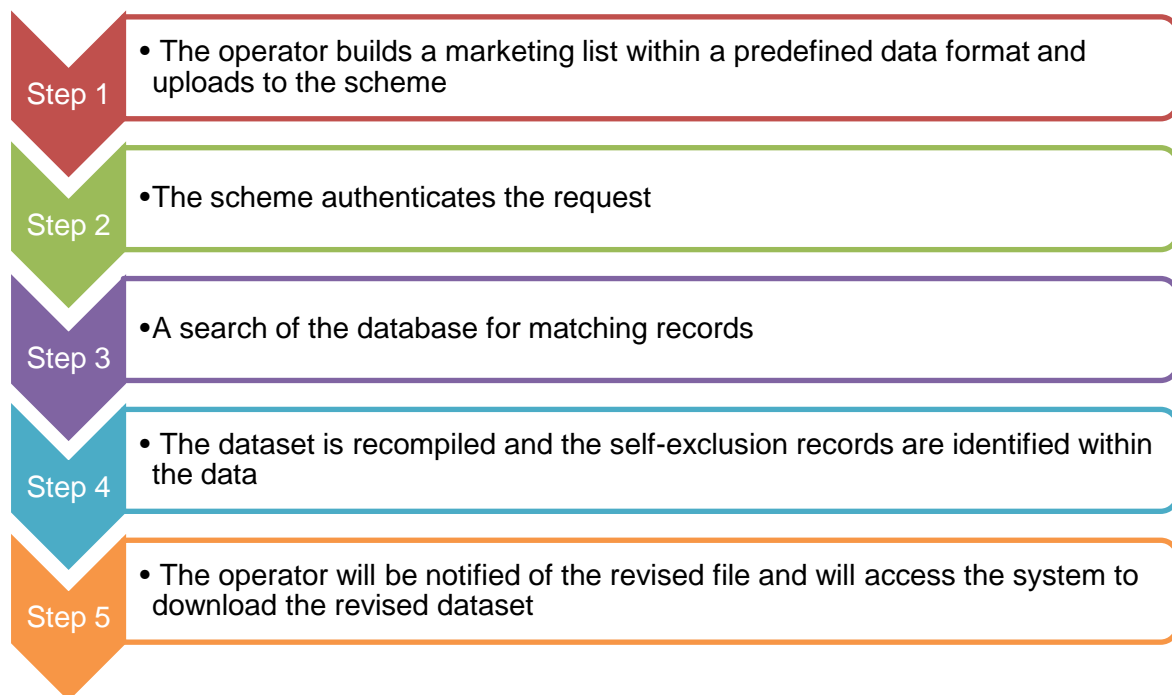 Step 1
• The operator builds a marketing list within a predefined data format and
uploads to the scheme
Step 2
•The scheme authenticates the request
Step 3
•A search of the database for matching records
Step 4
• The dataset is recompiled and the self-exclusion records are identified within
the data
Step 5
• The operator will be notified of the revised file and will access the system to
download the revised dataset